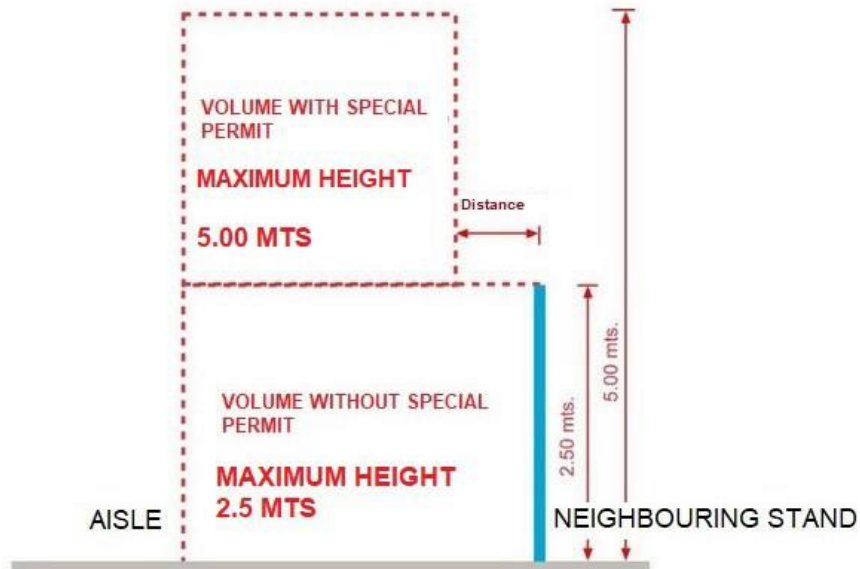 VOLUME WITH SPECIAL
PERMIT
MAXIMUM HEIGHT
5.00 MTS
Distance
5.00 mts.
2.50 mts.
VOLUME WITHOUT SPECIAL
PERMIT
MAXIMUM HEIGHT
2.5 MTS
AISLE
NEIGHBOURING STAND